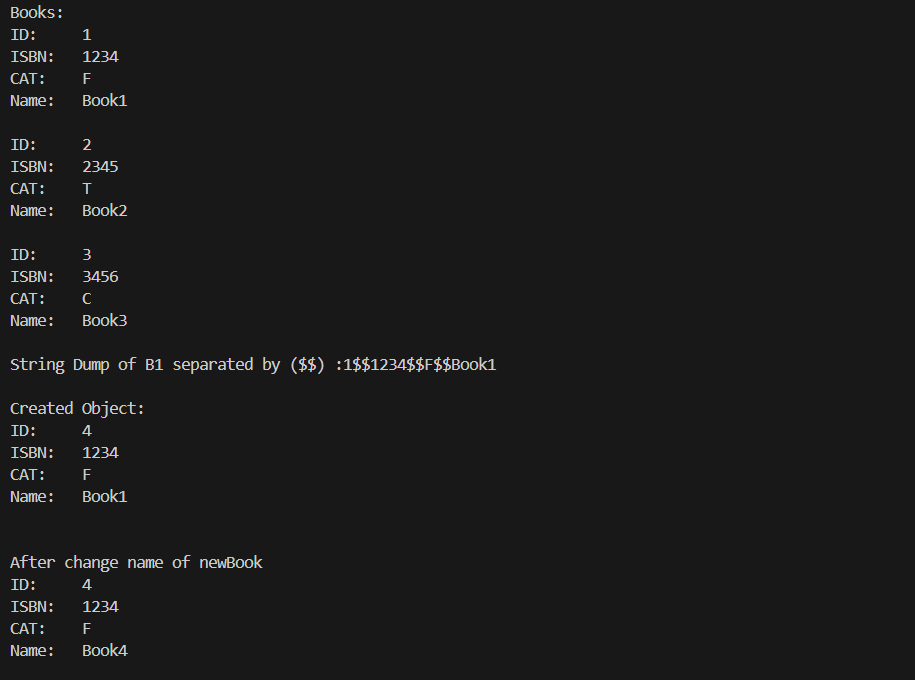 Books:
ID: 1
ISBN: 1234
CAT: F
Name: Book1
ID: 2
ISBN: 2345
CAT: T
Name: Book2
ID: 3
ISBN: 3456
CAT: C
Name: Book3
String Dump of B1 separated by ($$) :1$$1234$$F$$Book1
Created Object:
ID: 4
ISBN: 1234
CAT: F
Name: Book1
After change name of newBook
ID: 4
ISBN: 1234
CAT: F
Name: Book4